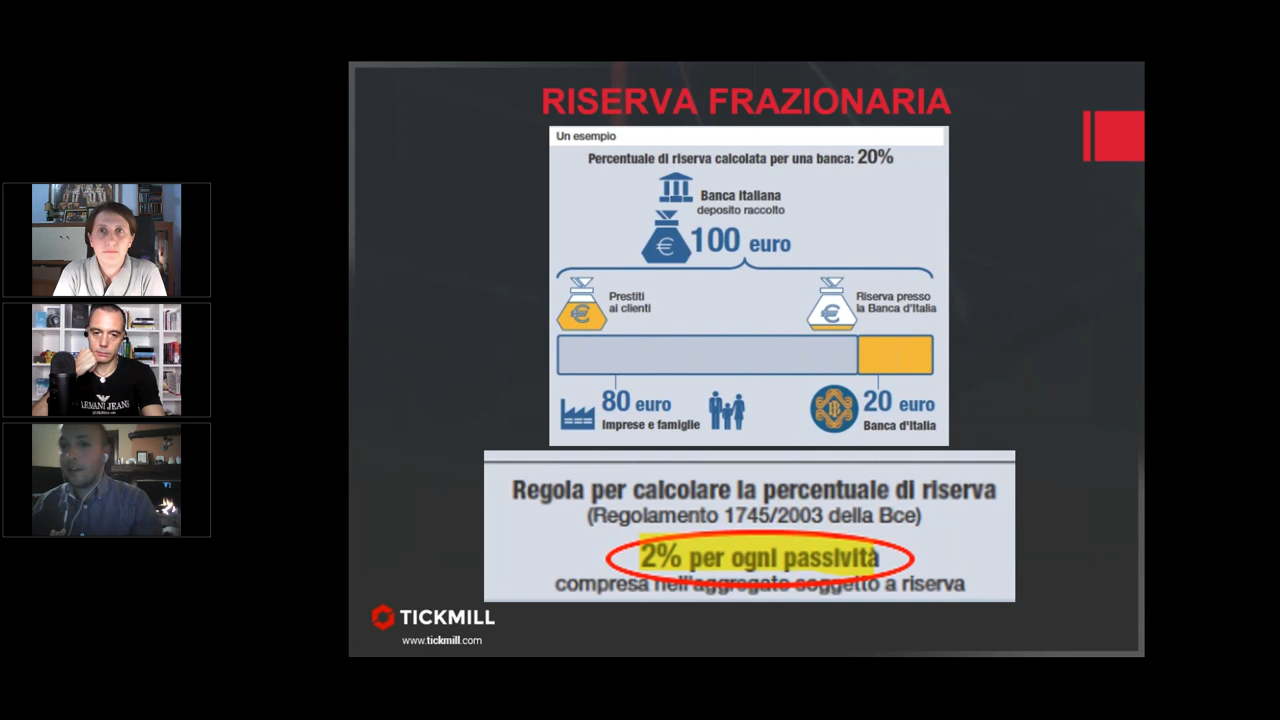 RISERVA FRAZIONARIA
Un esempio
Percentuale di riserva calcolata per una banca: 20%
Banca Italiana
deposito raccolto
€
100 euro
Prestiti
ai clienti
€
Riserva presso
la Banca d'Italia
€
80 euro
Imprese e famiglie
20 euro
Banca d'Italia
Regola per calcolare la percentuale di riserva
(Regolamento 1745/2003 della Bce)
2% per ogni passività
compresa nell'aggregato soggetto a riserva
TICKMILL
www.tickmill.com
ARMANI JEANS